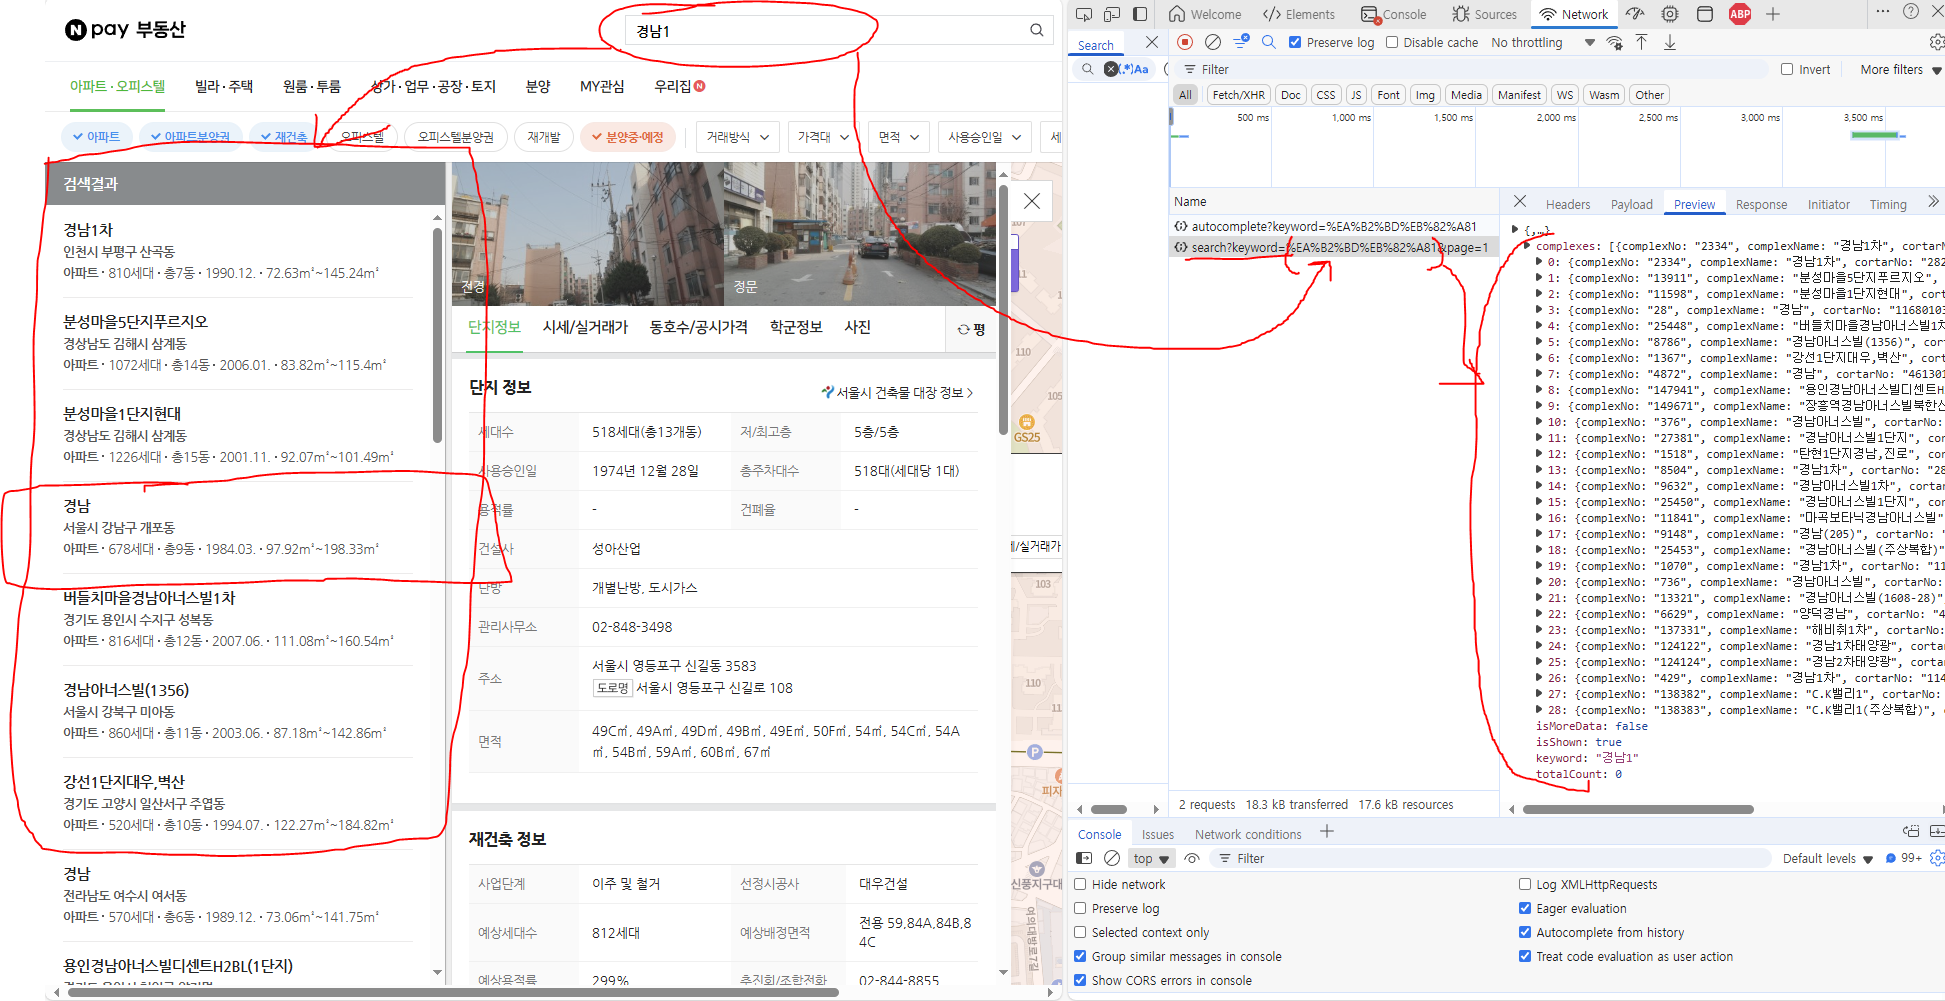 N pay 부동산
경남1
아파트·오피스텔 빌라·주택 원룸·투룸 상가·업무·공장·토지 분양 MY관심 우리집 N
아파트 아파트분양권 재건축 오피스텔 오피스텔분양권 재개발 분양중·예정 거래방식 가격대 면적 사용승인일 세
검색결과
경남1차
인천시 부평구 산곡동
아파트 · 810세대 · 총7동 · 1990.12. · 72.63㎡~145.24㎡
분성마을5단지푸르지오
경상남도 김해시 삼계동
아파트 · 1072세대 · 총14동 · 2006.01. · 83.82㎡~115.4㎡
분성마을1단지현대
경상남도 김해시 삼계동
아파트 · 1226세대 · 총15동 · 2001.11. · 92.07㎡~101.49㎡
경남
서울시 강남구 개포동
아파트 · 678세대 · 총9동 · 1984.03. · 97.92㎡~198.33㎡
버들치마을경남아너스빌1차
경기도 용인시 수지구 성복동
아파트 · 816세대 · 총12동 · 2007.06. · 111.08㎡~160.54㎡
경남아너스빌(1356)
서울시 강북구 미아동
아파트 · 860세대 · 총11동 · 2003.06. · 87.18㎡~142.86㎡
강선1단지대우,벽산
경기도 고양시 일산서구 주엽동
아파트 · 520세대 · 총10동 · 1994.07. · 122.27㎡~184.82㎡
경남
전라남도 여수시 여서동
아파트 · 570세대 · 총6동 · 1989.12. · 73.06㎡~141.75㎡
용인경남아너스빌디센트H2BL(1단지)
전경 정문
단지정보 시세/실거래가 동호수/공시가격 학군정보 사진 평
단지 정보 서울시 건축물 대장 정보
세대수 518세대(총13개동) 저/최고층 5층/5층
사용승인일 1974년 12월 28일 총주차대수 518대(세대당 1대)
용적률 - 건폐율 -
건설사 성아산업
난방 개별난방, 도시가스
관리사무소 02-848-3498
주소 서울시 영등포구 신길동 3583
도로명 서울시 영등포구 신길로 108
면적 49C㎡, 49A㎡, 49D㎡, 49B㎡, 49E㎡, 50F㎡, 54㎡, 54C㎡, 54A
㎡, 54B㎡, 59A㎡, 60B㎡, 67㎡
재건축 정보
사업단계 이주 및 철거 선정시공사 대우건설
예상세대수 812세대 예상배정면적 전용 59,84A,84B,8
4C
예상용적률 299% 추진회/조합전화 02-844-8855
110
105
GS25
/실거래가
103
110
P
피자
신풍지구대
여의대방로7길
Welcome Elements Console Sources Network ABP
Search
Preserve log Disable cache No throttling
(.*) Aa Filter Invert More filters
All Fetch/XHR Doc CSS JS Font Img Media Manifest WS Wasm Other
500 ms 1,000 ms 1,500 ms 2,000 ms 2,500 ms 3,000 ms 3,500 ms
Name Headers Payload Preview Response Initiator Timing
autocomplete?keyword=%EA%B2%BD%EB%82%A81
search?keyword=%EA%B2%BD%EB%82%A81&page=1
{,…}
complexes: [{complexNo: "2334", complexName: "경남1차", cortarN
0: {complexNo: "2334", complexName: "경남1차", cortarNo: "282
1: {complexNo: "13911", complexName: "분성마을5단지푸르지오",
2: {complexNo: "11598", complexName: "분성마을1단지현대", cor
3: {complexNo: "28", complexName: "경남", cortarNo: "11680103
4: {complexNo: "25448", complexName: "버들치마을경남아너스빌1차
5: {complexNo: "8786", complexName: "경남아너스빌(1356)", cort
6: {complexNo: "1367", complexName: "강선1단지대우,벽산", cort
7: {complexNo: "4872", complexName: "경남", cortarNo: "461301
8: {complexNo: "147941", complexName: "용인경남아너스빌디센트H
9: {complexNo: "149671", complexName: "장흥역경남아너스빌북한산
10: {complexNo: "376", complexName: "경남아너스빌", cortarNo:
11: {complexNo: "27381", complexName: "경남아너스빌1단지", cor
12: {complexNo: "1518", complexName: "탄현1단지경남,진로", cor
13: {complexNo: "8504", complexName: "경남1차", cortarNo: "28
14: {complexNo: "9632", complexName: "경남아너스빌1차", cortar
15: {complexNo: "25450", complexName: "경남아너스빌1단지", cor
16: {complexNo: "11841", complexName: "마곡보타닉경남아너스빌"
17: {complexNo: "9148", complexName: "경남(205)", cortarNo: "
18: {complexNo: "25453", complexName: "경남아너스빌(주상복합)"
19: {complexNo: "1070", complexName: "경남1차", cortarNo: "11
20: {complexNo: "736", complexName: "경남아너스빌", cortarNo:
21: {complexNo: "13321", complexName: "경남아너스빌(1608-28)"
22: {complexNo: "6629", complexName: "양덕경남", cortarNo: "4
23: {complexNo: "137331", complexName: "해비취1차", cortarNo:
24: {complexNo: "124122", complexName: "경남1차태양광", cortar
25: {complexNo: "124124", complexName: "경남2차태양광", cortar
26: {complexNo: "429", complexName: "경남1차", cortarNo: "114
27: {complexNo: "138382", complexName: "C.K밸리1", cortarNo:
28: {complexNo: "138383", complexName: "C.K밸리1(주상복합)",
isMoreData: false
isShown: true
keyword: "경남1"
totalCount: 0
2 requests 18.3 kB transferred 17.6 kB resources
Console Issues Network conditions
top Filter Default levels 99+
Hide network Log XMLHttpRequests
Preserve log Eager evaluation
Selected context only Autocomplete from history
Group similar messages in console Treat code evaluation as user action
Show CORS errors in console